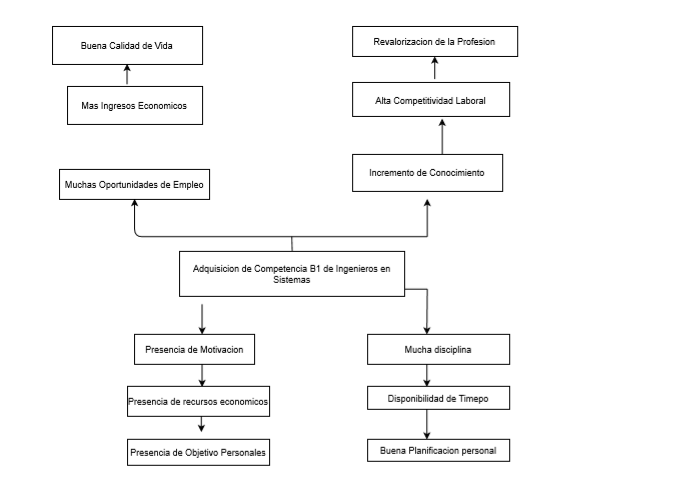 Buena Calidad de Vida
Revalorizacion de la Profesion
Mas Ingresos Economicos
Alta Competitividad Laboral
Muchas Oportunidades de Empleo
Incremento de Conocimiento
Adquisicion de Competencia B1 de Ingenieros en
Sistemas
Presencia de Motivacion
Mucha disciplina
Presencia de recursos economicos
Disponibilidad de Timepo
Presencia de Objetivo Personales
Buena Planificacion personal